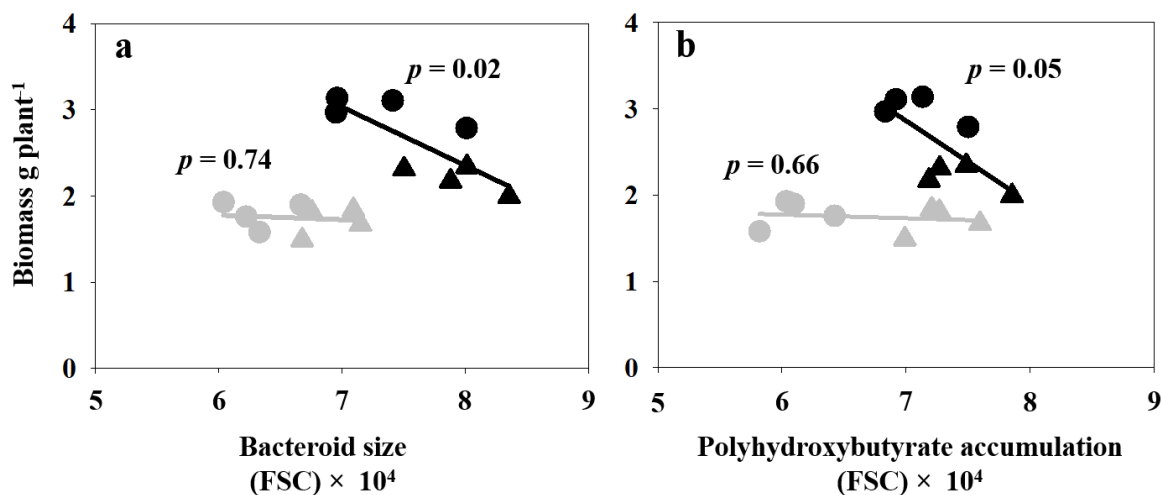 a
p = 0.02
p = 0.74
Biomass g plant⁻¹
4
3
2
1
0
5 6 7 8 9
Bacteroid size
(FSC) × 10⁴
b
p = 0.05
p = 0.66
4
3
2
1
0
5 6 7 8 9
Polyhydroxybutyrate accumulation
(FSC) × 10⁴